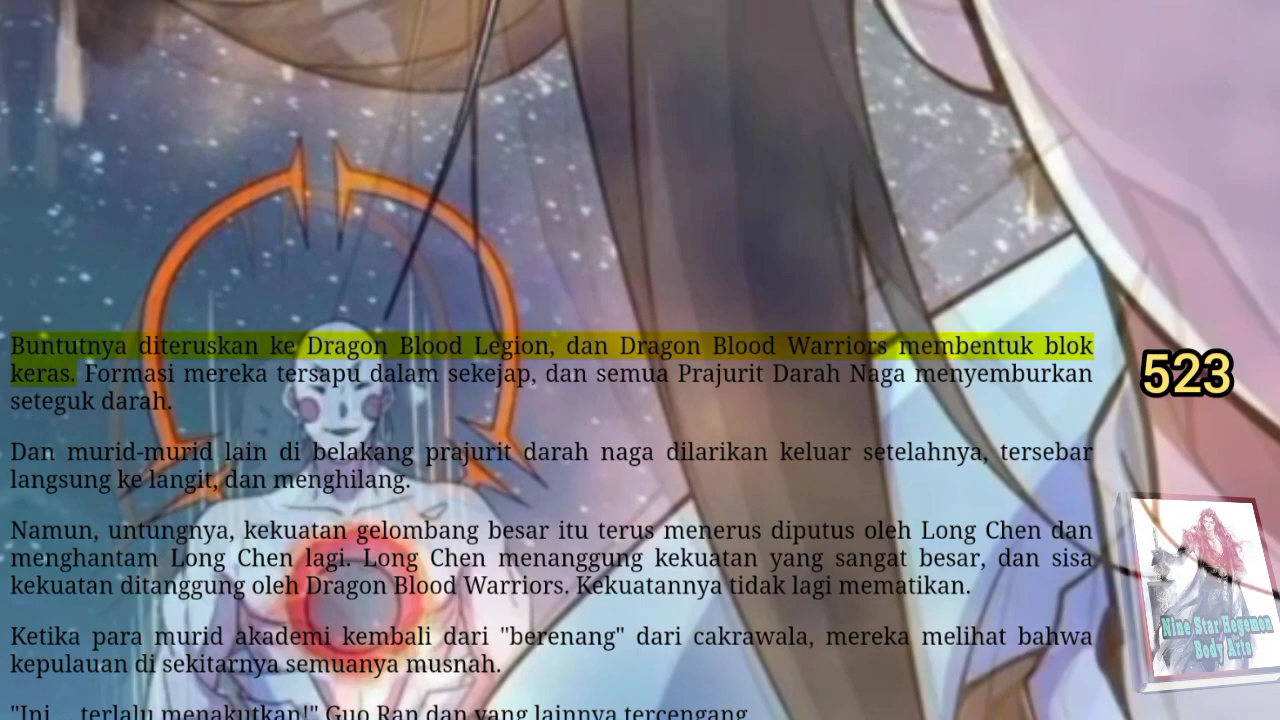 Buntutnya diteruskan ke Dragon Blood Legion, dan Dragon Blood Warriors membentuk blok
keras. Formasi mereka tersapu dalam sekejap, dan semua Prajurit Darah Naga menyemburkan
seteguk darah.
Dan murid-murid lain di belakang prajurit darah naga dilarikan keluar setelahnya, tersebar
langsung ke langit, dan menghilang.
Namun, untungnya, kekuatan gelombang besar itu terus menerus diputus oleh Long Chen dan
menghantam Long Chen lagi. Long Chen menanggung kekuatan yang sangat besar, dan sisa
kekuatan ditanggung oleh Dragon Blood Warriors. Kekuatannya tidak lagi mematikan.
Ketika para murid akademi kembali dari "berenang" dari cakrawala, mereka melihat bahwa
kepulauan di sekitarnya semuanya musnah.
"Ini... terlalu menakutkan!" Guo Ran dan yang lainnya tercengang
523
Nine Star Hegemon
Body Arts